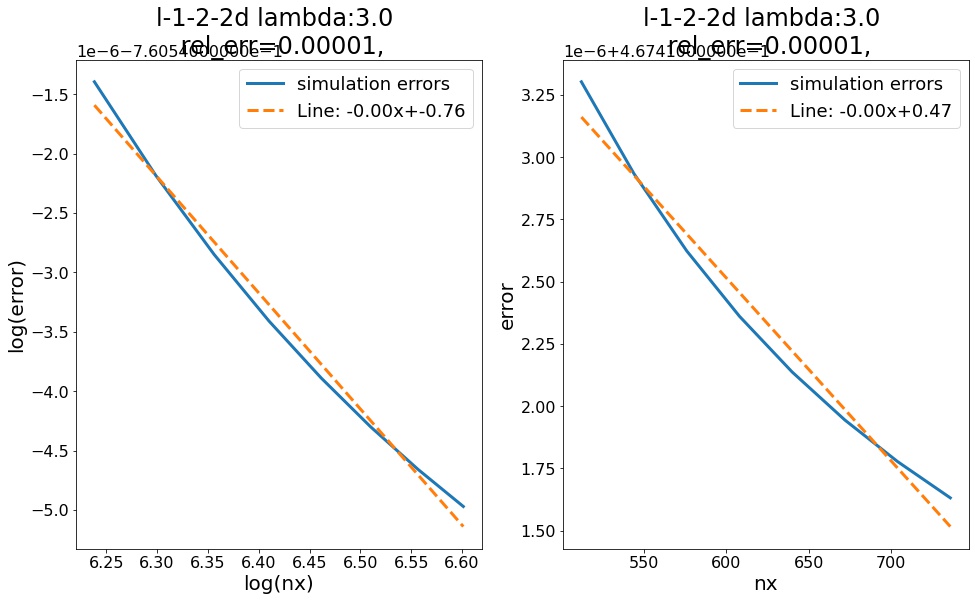 l-1-2-2d lambda:3.0
rel_err=0.00001,
1e−6−7.6054000000e−1
simulation errors
Line: -0.00x+-0.76
−1.5
−2.0
−2.5
−3.0
−3.5
−4.0
−4.5
−5.0
log(error)
6.25 6.30 6.35 6.40 6.45 6.50 6.55 6.60
log(nx)
l-1-2-2d lambda:3.0
rel_err=0.00001,
simulation errors
Line: -0.00x+0.47
3.25
3.00
2.75
2.50
2.25
2.00
1.75
1.50
error
550 600 650 700
nx